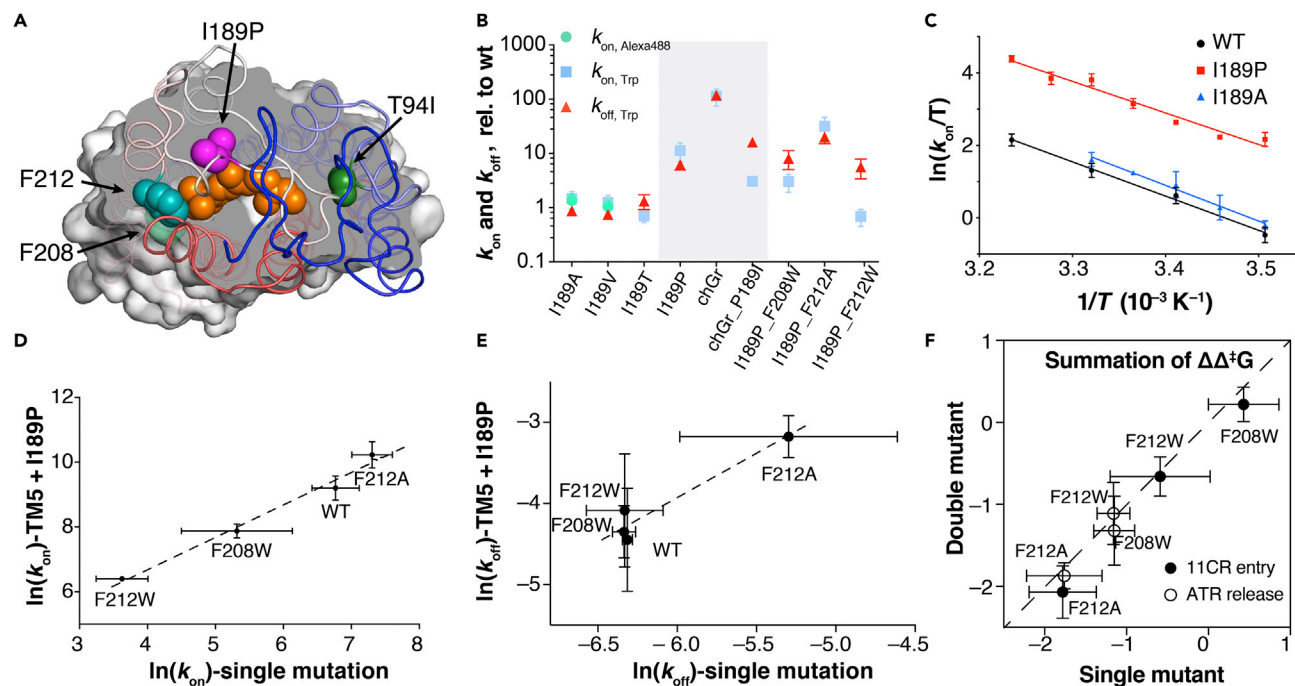 A
I189P
T94I
F212
F208
B
kon, Alexa488
kon, Trp
koff, Trp
kon and koff, rel. to wt
1000
100
10
1
0.1
I189A
I189V
I189T
I189P
chGr
chGr_P189I
I189P_F208W
I189P_F212A
I189P_F212W
C
WT
I189P
I189A
ln(kon/T)
4
2
0
3.2
3.3
3.4
3.5
1/T (10⁻³ K⁻¹)
D
ln(kon)-TM5 + I189P
12
10
8
6
F212A
WT
F208W
F212W
3
4
5
6
7
8
ln(kon)-single mutation
E
ln(koff)-TM5 + I189P
−3
−4
−5
F212W
F208W
WT
F212A
−6.5
−6.0
−5.5
−5.0
−4.5
ln(koff)-single mutation
F
Summation of ΔΔ‡G
Double mutant
1
0
−1
−2
F212W
F208W
F212W
F212A
F208W
F212A
11CR entry
ATR release
−2
−1
0
1
Single mutant